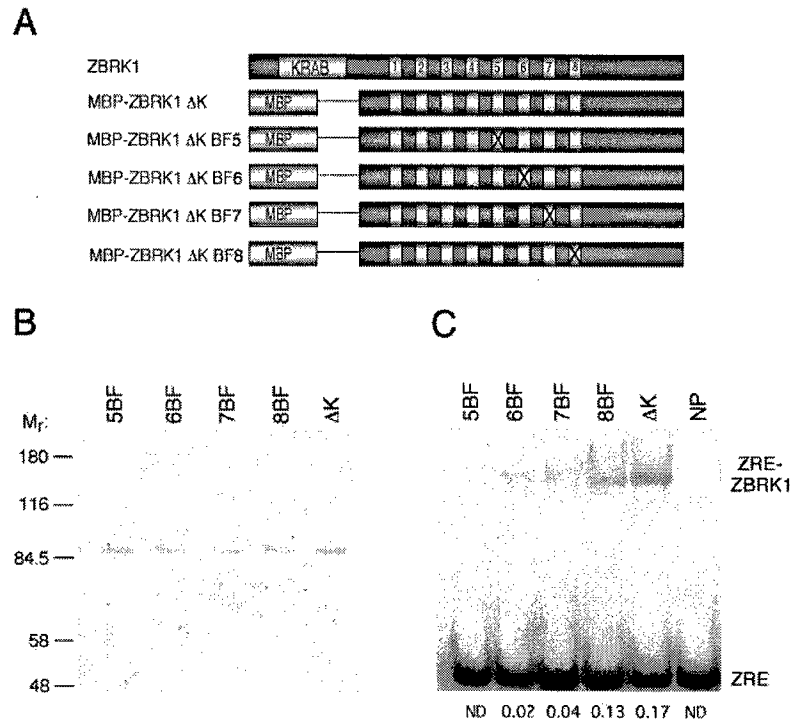 A
ZBRK1
KRAB 1 2 3 4 5 6 7 8
MBP-ZBRK1 ΔK
MBP
MBP-ZBRK1 ΔK BF5
MBP
X
MBP-ZBRK1 ΔK BF6
MBP
X
MBP-ZBRK1 ΔK BF7
MBP
X
MBP-ZBRK1 ΔK BF8
MBP
X
B
5BF 6BF 7BF 8BF ΔK
Mr:
180
116
84.5
58
48
C
5BF 6BF 7BF 8BF ΔK NP
ZRE-
ZBRK1
ZRE
ND 0.02 0.04 0.13 0.17 ND